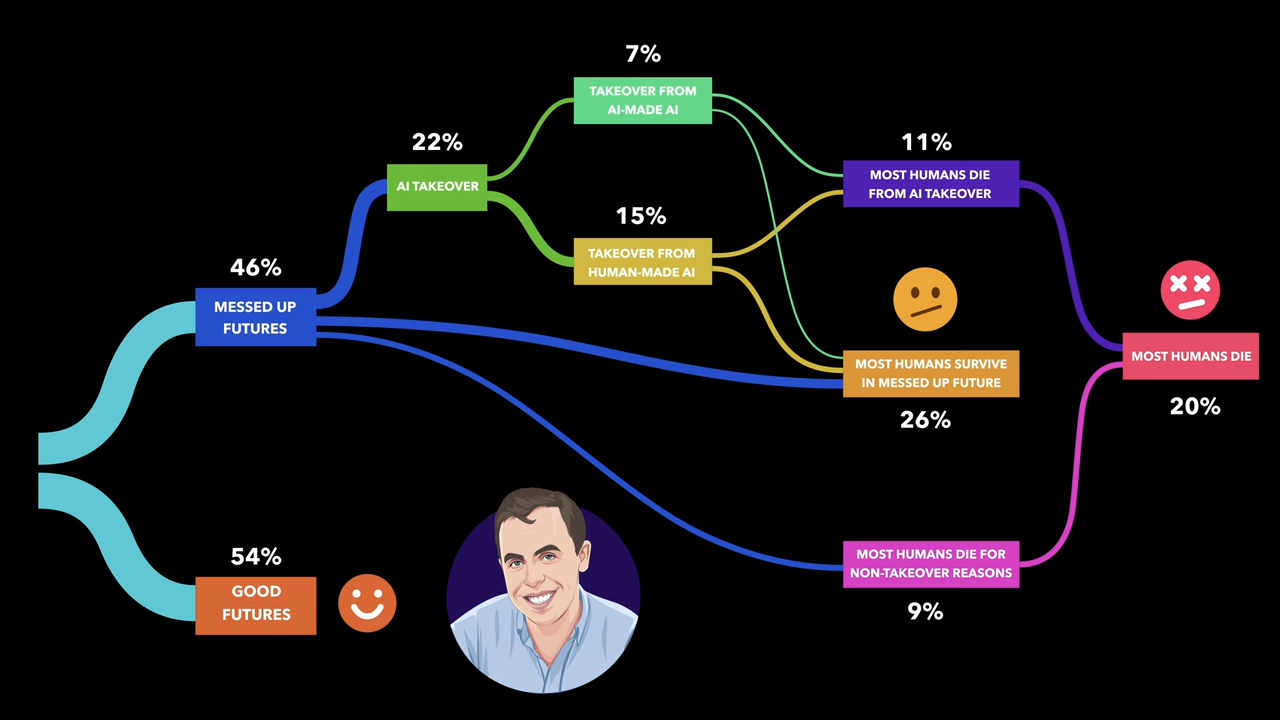 7%
TAKEOVER FROM
AI-MADE AI
22%
AI TAKEOVER
11%
MOST HUMANS DIE
FROM AI TAKEOVER
15%
TAKEOVER FROM
HUMAN-MADE AI
46%
MESSED UP
FUTURES
MOST HUMANS SURVIVE
IN MESSED UP FUTURE
26%
MOST HUMANS DIE
20%
54%
GOOD
FUTURES
MOST HUMANS DIE FOR
NON-TAKEOVER REASONS
9%